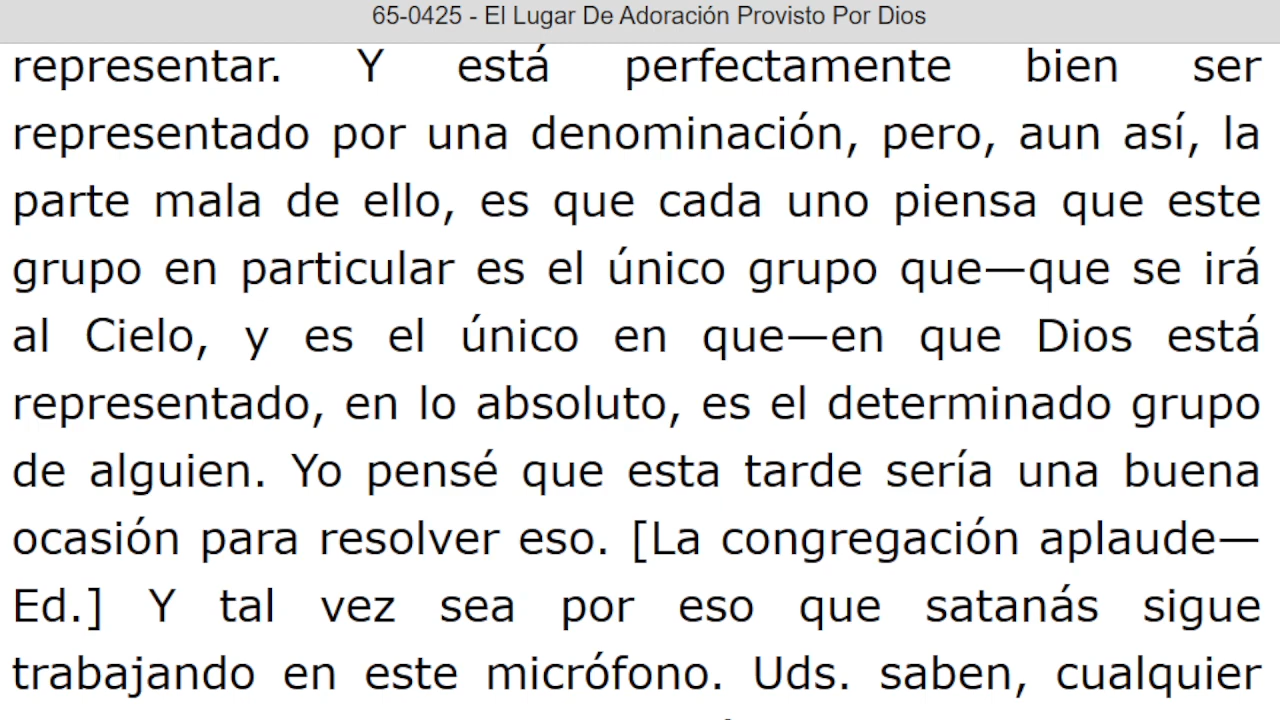 65-0425 - El Lugar De Adoración Provisto Por Dios
representar. Y está perfectamente bien ser
representado por una denominación, pero, aun así, la
parte mala de ello, es que cada uno piensa que este
grupo en particular es el único grupo que—que se irá
al Cielo, y es el único en que—en que Dios está
representado, en lo absoluto, es el determinado grupo
de alguien. Yo pensé que esta tarde sería una buena
ocasión para resolver eso. [La congregación aplaude—
Ed.] Y tal vez sea por eso que satanás sigue
trabajando en este micrófono. Uds. saben, cualquier